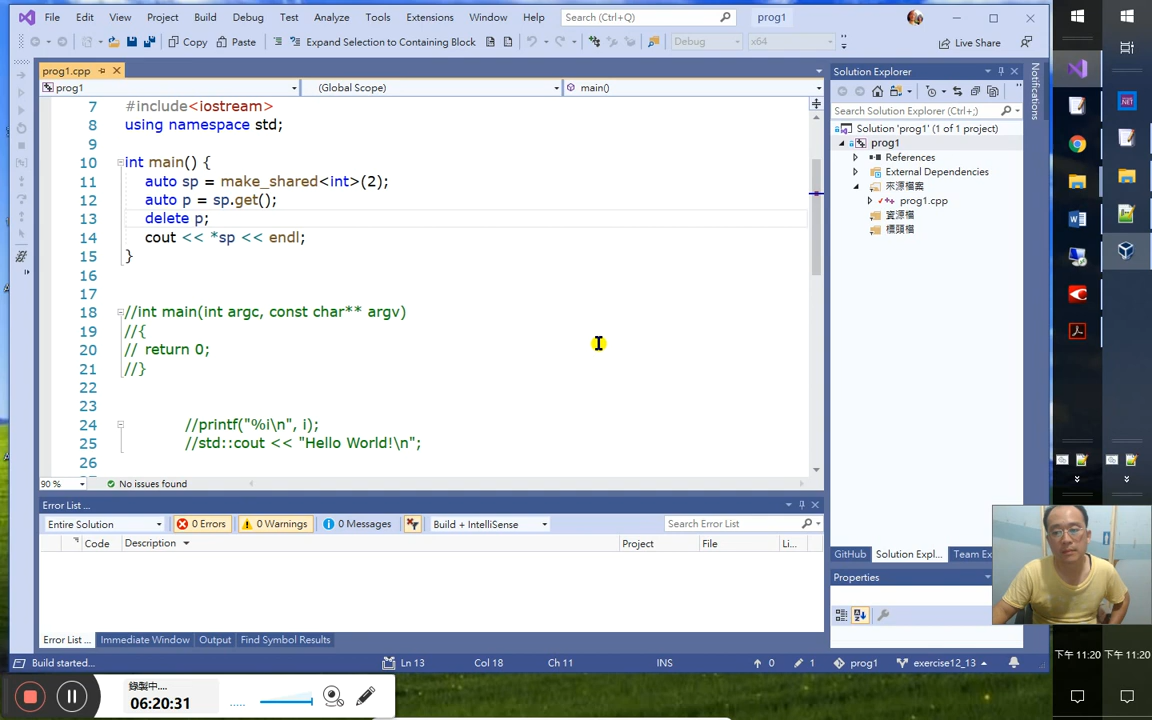 File Edit View Project Build Debug Test Analyze Tools Extensions Window Help Search (Ctrl+Q) prog1
Copy Paste Expand Selection to Containing Block Debug x64 Live Share
prog1.cpp
prog1 (Global Scope) main()
7 #include<iostream>
8 using namespace std;
9
10 int main() {
11 auto sp = make_shared<int>(2);
12 auto p = sp.get();
13 delete p;
14 cout << *sp << endl;
15 }
16
17
18 //int main(int argc, const char** argv)
19 //{
20 // return 0;
21 //}
22
23
24 //printf("%i\n", i);
25 //std::cout << "Hello World!\n";
26
90 % No issues found
Error List ...
Entire Solution 0 Errors 0 Warnings 0 Messages Build + IntelliSense Search Error List
Code Description Project File Li...
Error List ... Immediate Window Output Find Symbol Results
Build started... Ln 13 Col 18 Ch 11 INS 0 1 prog1 exercise12_13
Solution Explorer
Search Solution Explorer (Ctrl+;)
Solution 'prog1' (1 of 1 project)
prog1
References
External Dependencies
來源檔案
prog1.cpp
資源檔
標頭檔
GitHub Solution Expl... Team Ex
Properties
Notifications
.NET
下午 11:20 下午 11:20
錄製中....
06:20:31